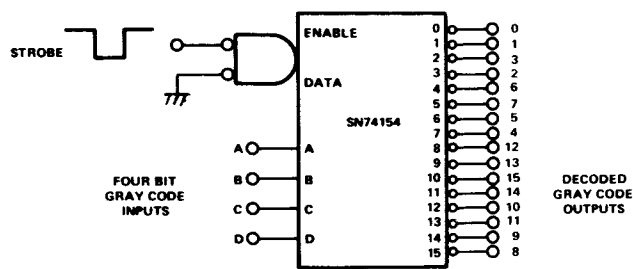 STROBE
ENABLE
DATA
SN74154
A A
B B
C C
D D
FOUR BIT
GRAY CODE
INPUTS
0 0
1 1
2 3
3 2
4 6
5 7
6 5
7 4
8 12
9 13
10 15
11 14
12 10
13 11
14 9
15 8
DECODED
GRAY CODE
OUTPUTS